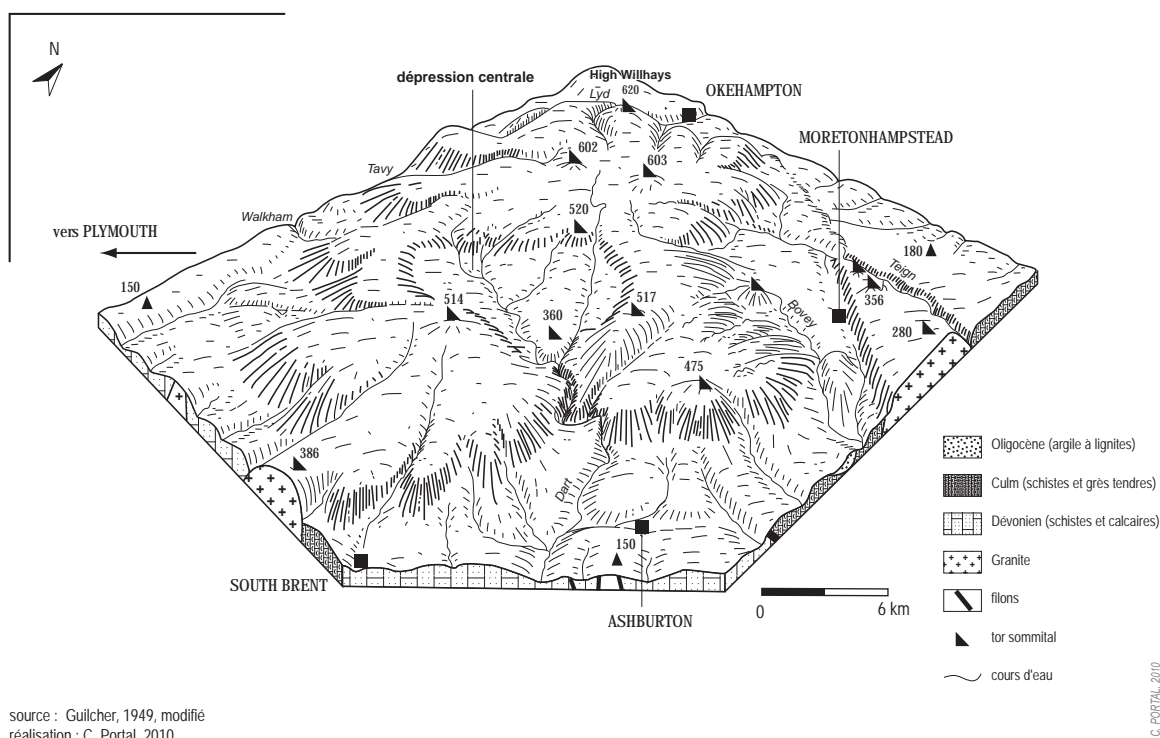 N
dépression centrale
High Willhays
620
Lyd
OKEHAMPTON
MORETONHAMPSTEAD
602
603
Tavy
Walkham
520
vers PLYMOUTH
180
Teign
150
514
517
356
360
Bovey
280
475
386
Dart
150
SOUTH BRENT
ASHBURTON
0
6 km
Oligocène (argile à lignites)
Culm (schistes et grès tendres)
Dévonien (schistes et calcaires)
Granite
filons
tor sommital
cours d'eau
source : Guilcher, 1949, modifié
réalisation : C. Portal, 2010
C. PORTAL, 2010